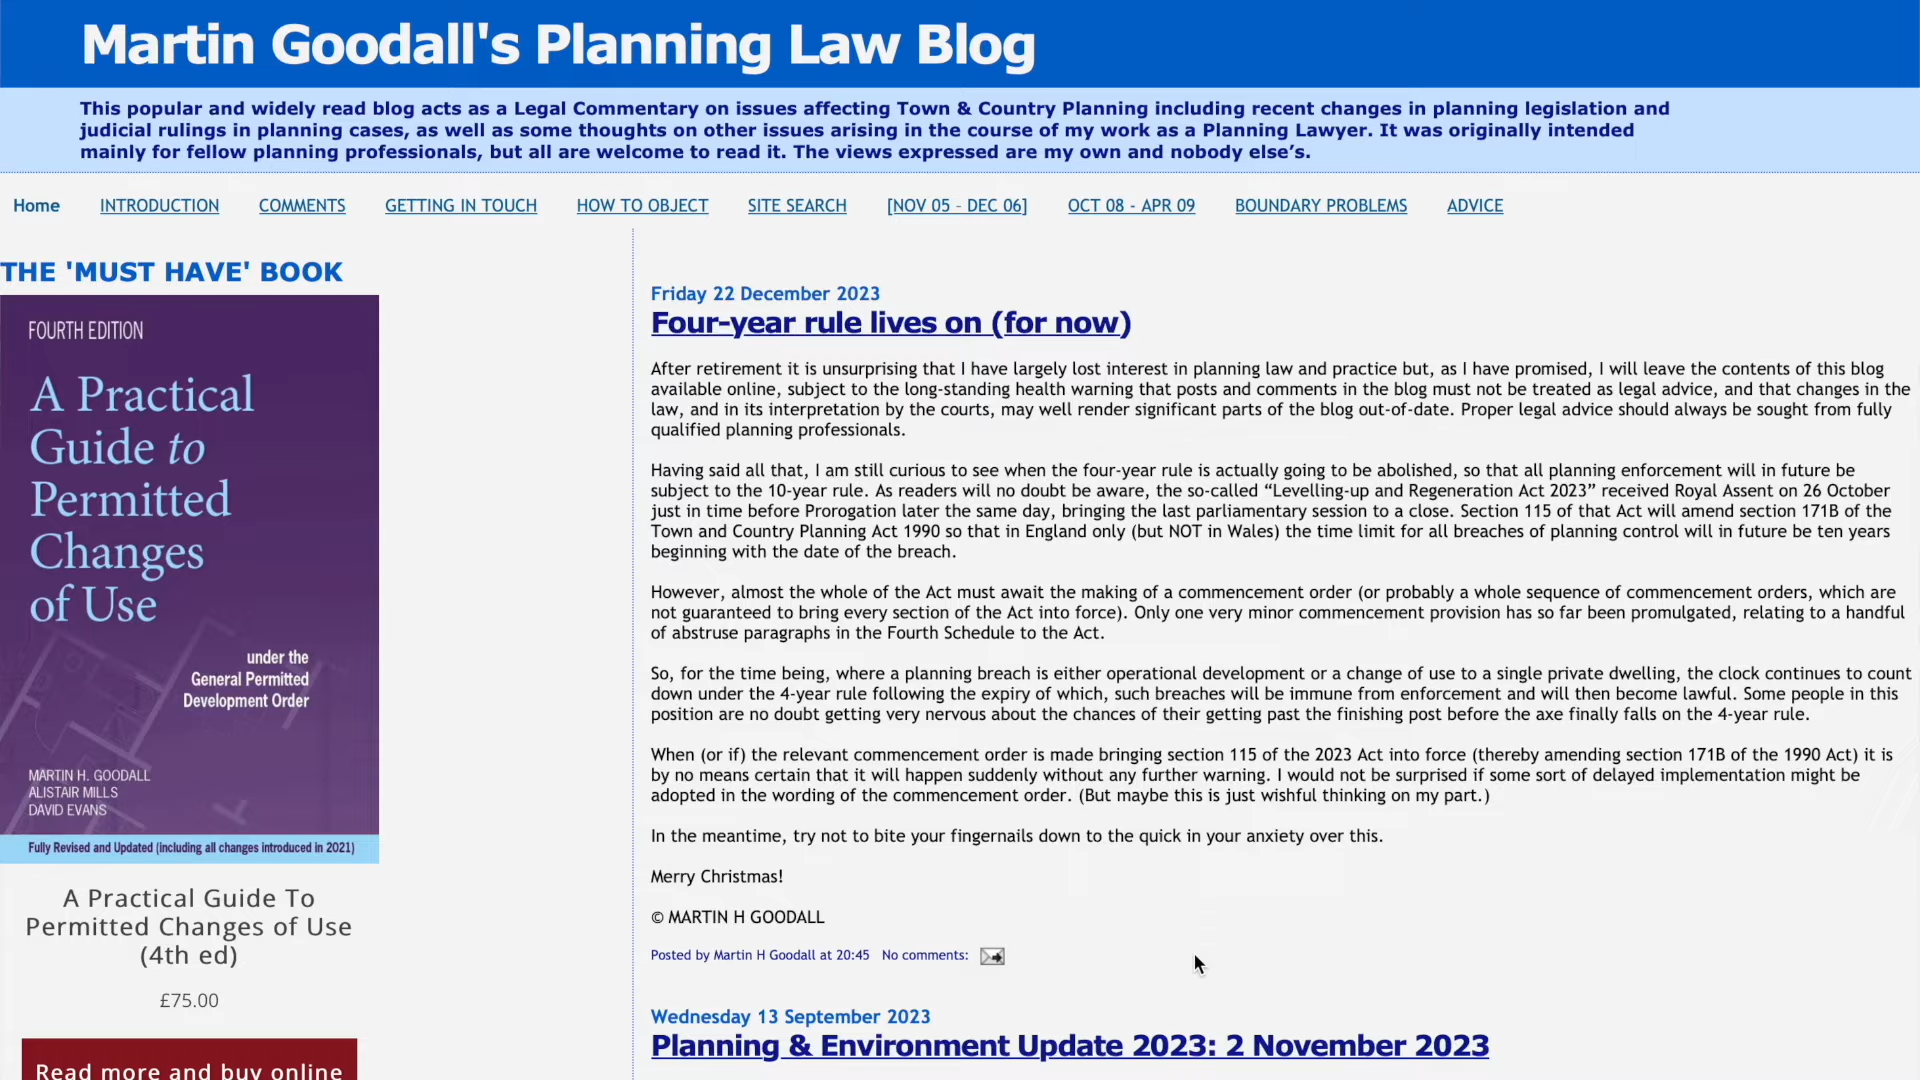 Martin Goodall's Planning Law Blog
This popular and widely read blog acts as a Legal Commentary on issues affecting Town & Country Planning including recent changes in planning legislation and
judicial rulings in planning cases, as well as some thoughts on other issues arising in the course of my work as a Planning Lawyer. It was originally intended
mainly for fellow planning professionals, but all are welcome to read it. The views expressed are my own and nobody else’s.
Home INTRODUCTION COMMENTS GETTING IN TOUCH HOW TO OBJECT SITE SEARCH [NOV 05 – DEC 06] OCT 08 - APR 09 BOUNDARY PROBLEMS ADVICE
THE 'MUST HAVE' BOOK
FOURTH EDITION
A Practical
Guide to
Permitted
Changes
of Use
under the
General Permitted
Development Order
MARTIN H. GOODALL
ALISTAIR MILLS
DAVID EVANS
Fully Revised and Updated (including all changes introduced in 2021)
A Practical Guide To
Permitted Changes of Use
(4th ed)
£75.00
Read more and buy online
Friday 22 December 2023
Four-year rule lives on (for now)
After retirement it is unsurprising that I have largely lost interest in planning law and practice but, as I have promised, I will leave the contents of this blog
available online, subject to the long-standing health warning that posts and comments in the blog must not be treated as legal advice, and that changes in the
law, and in its interpretation by the courts, may well render significant parts of the blog out-of-date. Proper legal advice should always be sought from fully
qualified planning professionals.
Having said all that, I am still curious to see when the four-year rule is actually going to be abolished, so that all planning enforcement will in future be
subject to the 10-year rule. As readers will no doubt be aware, the so-called “Levelling-up and Regeneration Act 2023” received Royal Assent on 26 October
just in time before Prorogation later the same day, bringing the last parliamentary session to a close. Section 115 of that Act will amend section 171B of the
Town and Country Planning Act 1990 so that in England only (but NOT in Wales) the time limit for all breaches of planning control will in future be ten years
beginning with the date of the breach.
However, almost the whole of the Act must await the making of a commencement order (or probably a whole sequence of commencement orders, which are
not guaranteed to bring every section of the Act into force). Only one very minor commencement provision has so far been promulgated, relating to a handful
of abstruse paragraphs in the Fourth Schedule to the Act.
So, for the time being, where a planning breach is either operational development or a change of use to a single private dwelling, the clock continues to count
down under the 4-year rule following the expiry of which, such breaches will be immune from enforcement and will then become lawful. Some people in this
position are no doubt getting very nervous about the chances of their getting past the finishing post before the axe finally falls on the 4-year rule.
When (or if) the relevant commencement order is made bringing section 115 of the 2023 Act into force (thereby amending section 171B of the 1990 Act) it is
by no means certain that it will happen suddenly without any further warning. I would not be surprised if some sort of delayed implementation might be
adopted in the wording of the commencement order. (But maybe this is just wishful thinking on my part.)
In the meantime, try not to bite your fingernails down to the quick in your anxiety over this.
Merry Christmas!
© MARTIN H GOODALL
Posted by Martin H Goodall at 20:45 No comments:
Wednesday 13 September 2023
Planning & Environment Update 2023: 2 November 2023